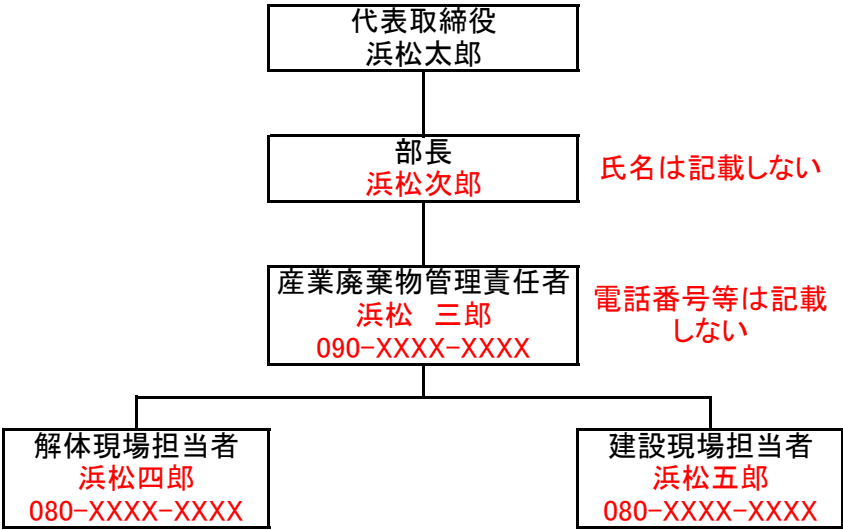 代表取締役
浜松太郎
部長
浜松次郎
氏名は記載しない
産業廃棄物管理責任者
浜松　三郎
090-XXXX-XXXX
電話番号等は記載
しない
解体現場担当者
浜松四郎
080-XXXX-XXXX
建設現場担当者
浜松五郎
080-XXXX-XXXX